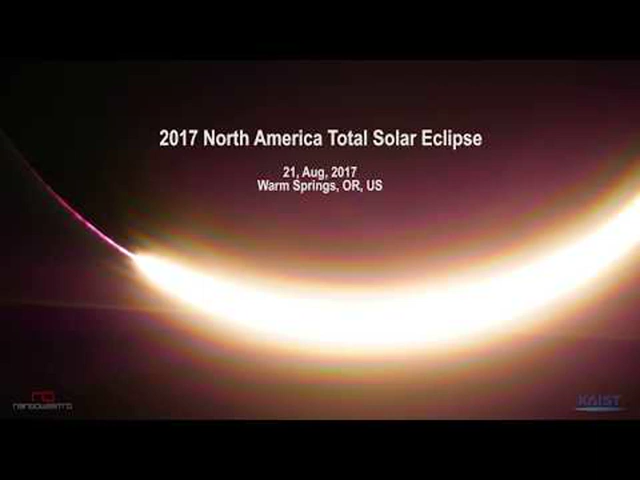 2017 North America Total Solar Eclipse
21, Aug, 2017
Warm Springs, OR, US
KAIST